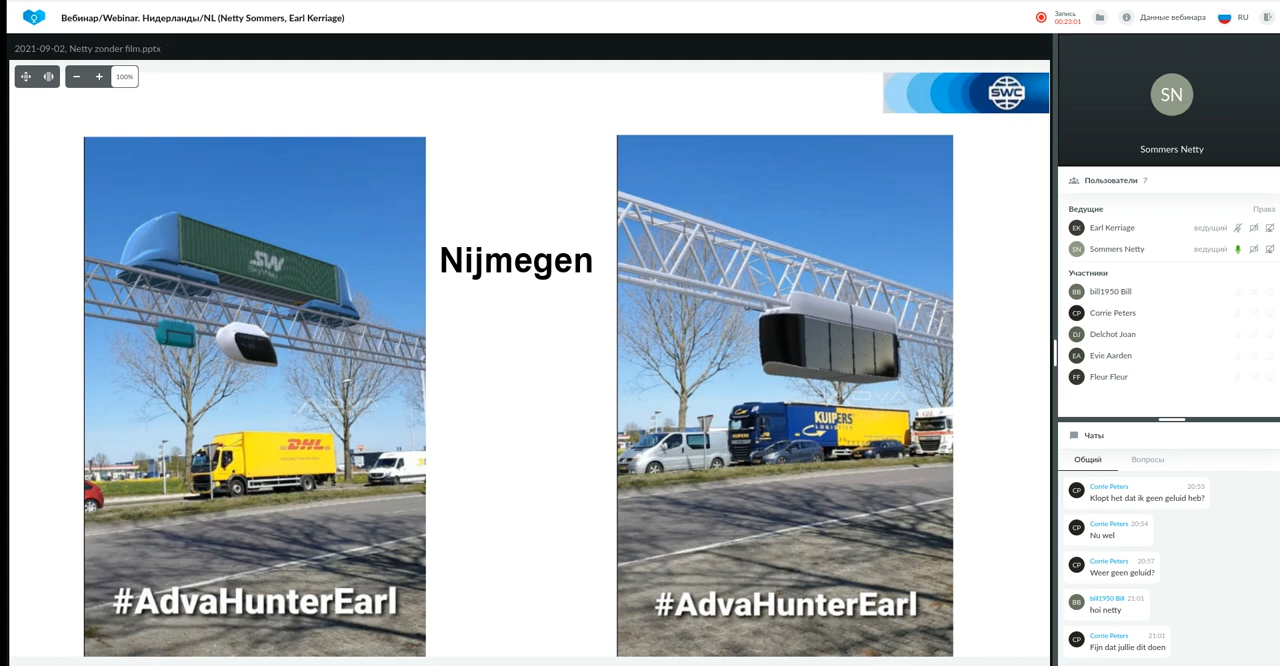 Вебинар/Webinar. Нидерланды/NL (Netty Sommers, Earl Kerriage)
Запись
00:23:01
Данные вебинара
RU
2021-09-02, Netty zonder film.pptx
100%
SWC
SW
Nijmegen
DHL
KUIPERS
LOGISTICS
KUIPERS
#AdvaHunterEarl
#AdvaHunterEarl
SN
Sommers Netty
Пользователи 7
Ведущие Права
EK Earl Kerriage ведущий
SN Sommers Netty ведущий
Участники
BB bill1950 Bill
CP Corrie Peters
DJ Delchot Joan
EA Evie Aarden
FF Fleur Fleur
Чаты
Общий Вопросы
CP Corrie Peters 20:53
Klopt het dat ik geen geluid heb?
CP Corrie Peters 20:54
Nu wel
CP Corrie Peters 20:57
Weer geen geluid?
BB bill1950 Bill 21:01
hoi netty
CP Corrie Peters 21:01
Fijn dat jullie dit doen